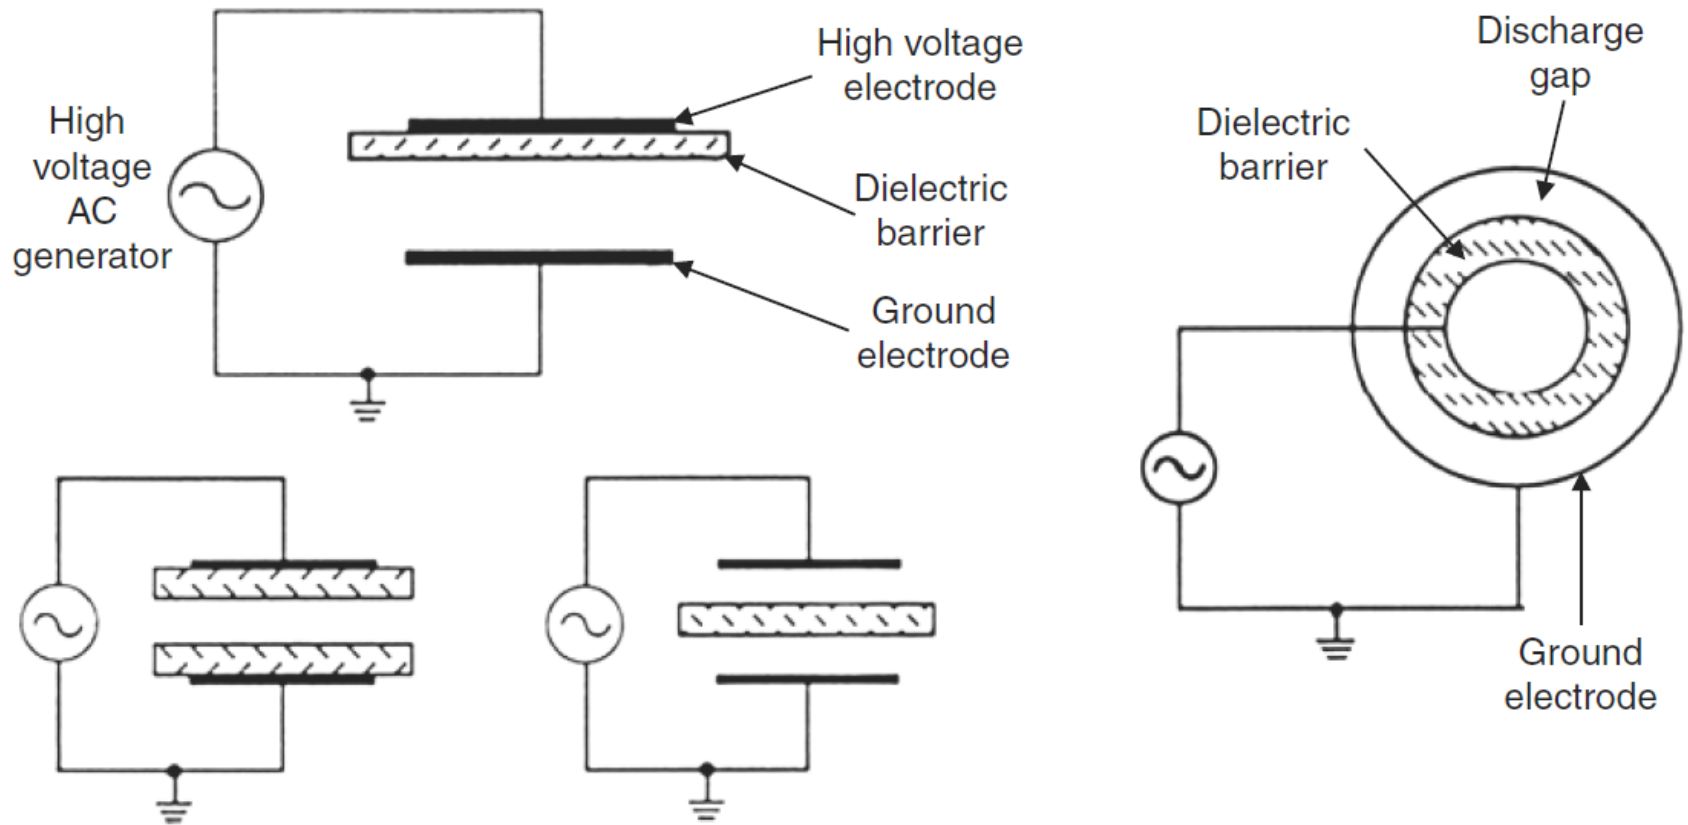 High voltage
electrode
High
voltage
AC
generator
Dielectric
barrier
Ground
electrode
Discharge
gap
Dielectric
barrier
Ground
electrode